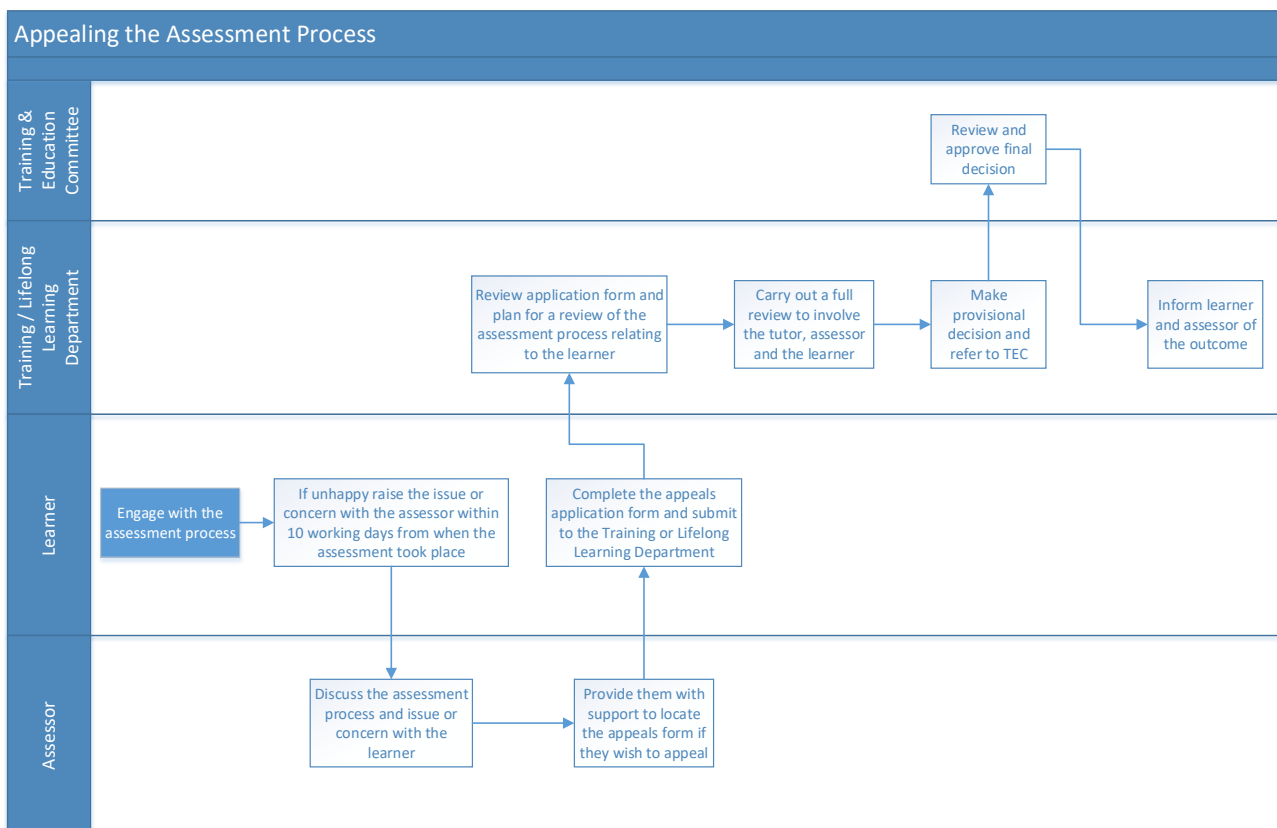 Appealing the Assessment Process
Training &
Education
Committee
Review and
approve final
decision
Training / Lifelong
Learning
Department
Review application form and
plan for a review of the
assessment process relating
to the learner
Carry out a full
review to involve
the tutor, assessor
and the learner
Make
provisional
decision and
refer to TEC
Inform learner
and assessor of
the outcome
Learner
Engage with the
assessment process
If unhappy raise the issue or
concern with the assessor within
10 working days from when the
assessment took place
Complete the appeals
application form and submit
to the Training or Lifelong
Learning Department
Assessor
Discuss the assessment
process and issue or
concern with the
learner
Provide them with
support to locate
the appeals form if
they wish to appeal